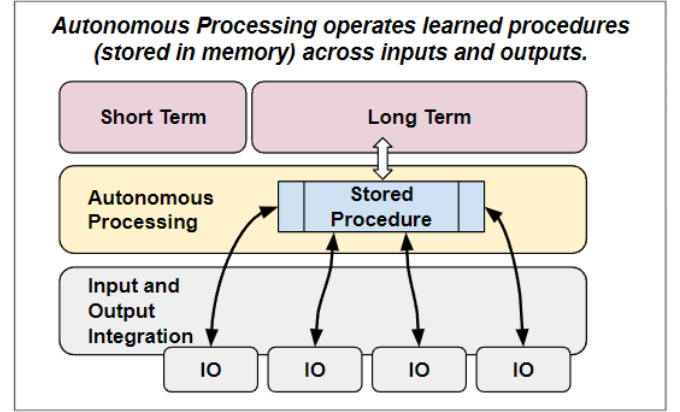 Autonomous Processing operates learned procedures
(stored in memory) across inputs and outputs.
Short Term
Long Term
Autonomous
Processing
Stored
Procedure
Input and
Output
Integration
IO
IO
IO
IO